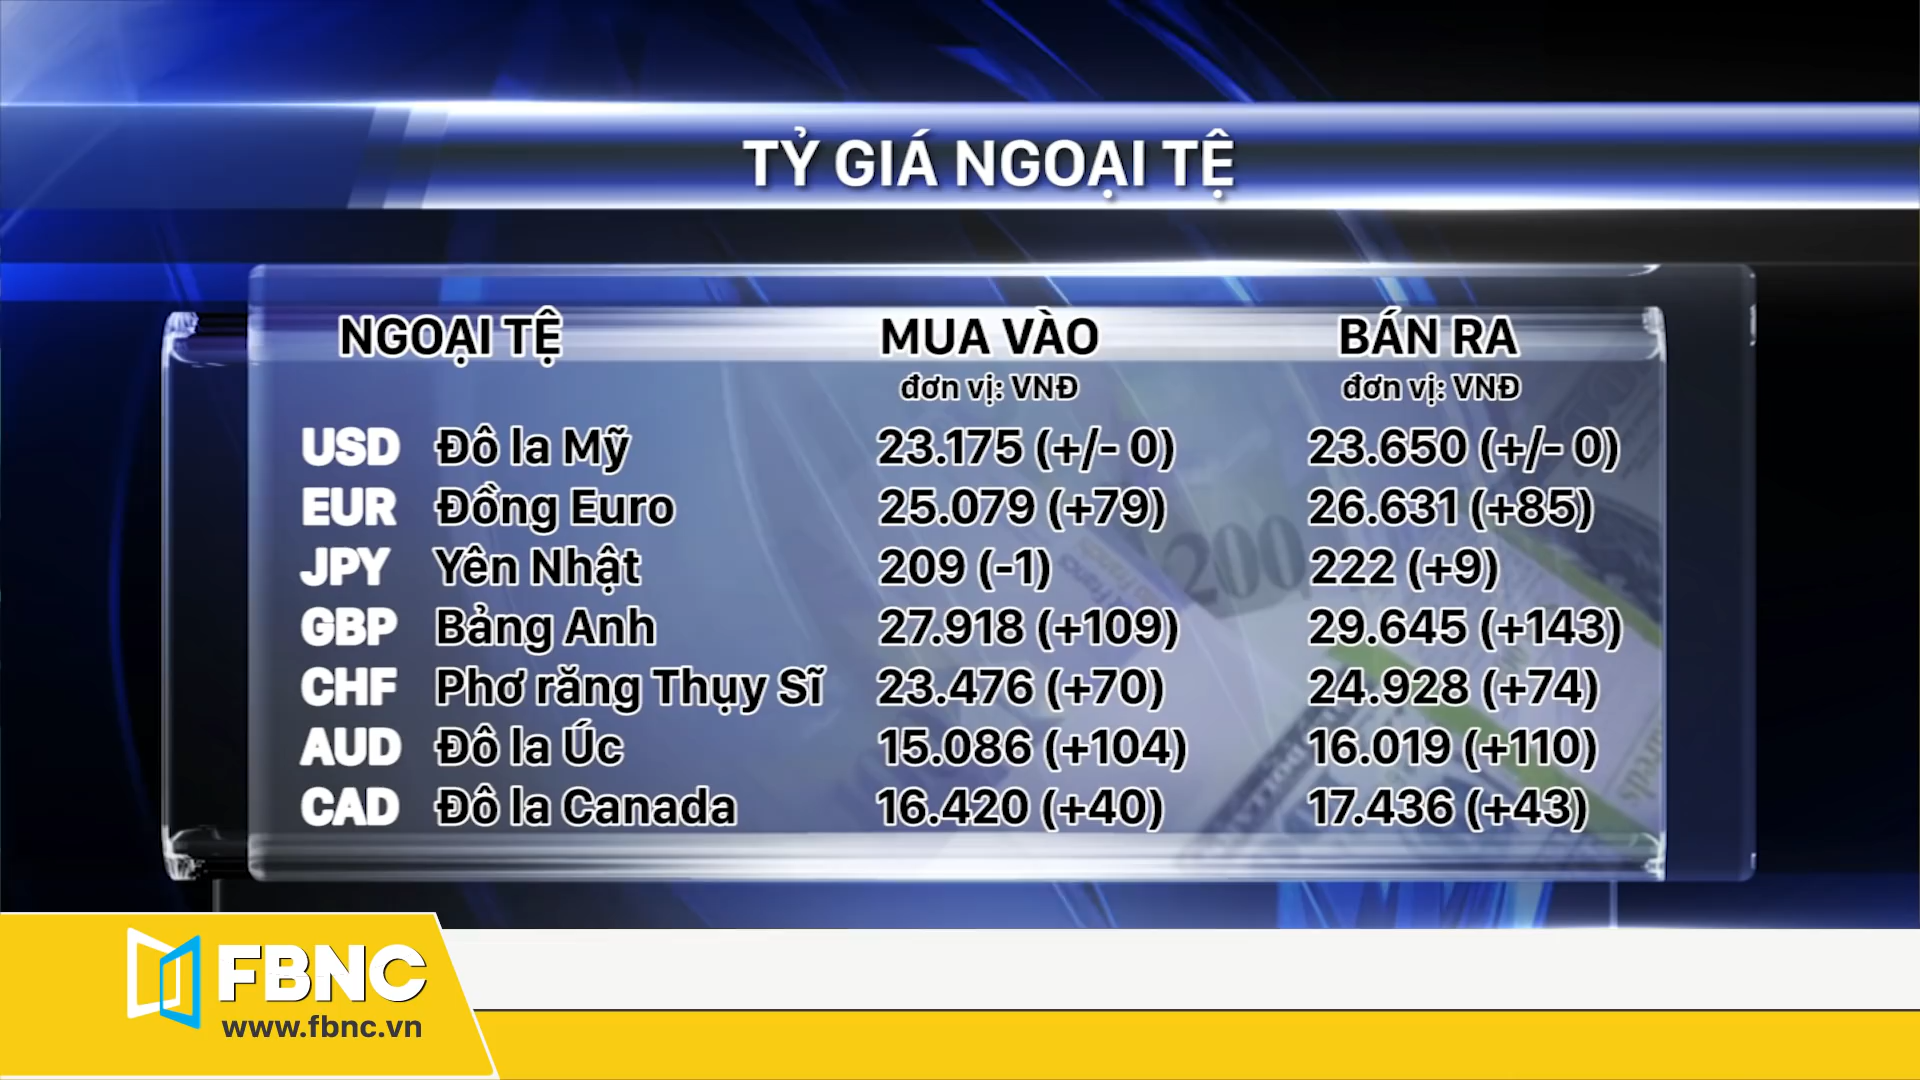 TỶ GIÁ NGOẠI TỆ
NGOẠI TỆ MUA VÀO BÁN RA
đơn vị: VNĐ đơn vị: VNĐ
USD Đô la Mỹ 23.175 (+/- 0) 23.650 (+/- 0)
EUR Đồng Euro 25.079 (+79) 26.631 (+85)
JPY Yên Nhật 209 (-1) 222 (+9)
GBP Bảng Anh 27.918 (+109) 29.645 (+143)
CHF Phơ răng Thụy Sĩ 23.476 (+70) 24.928 (+74)
AUD Đô la Úc 15.086 (+104) 16.019 (+110)
CAD Đô la Canada 16.420 (+40) 17.436 (+43)
200
FBNC
www.fbnc.vn